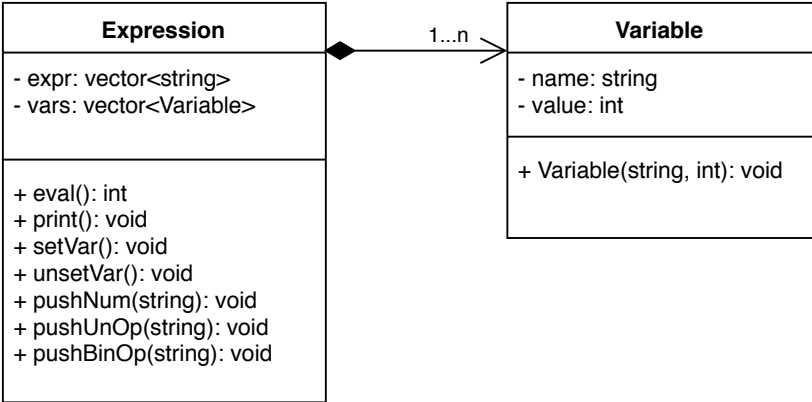 Expression
- expr: vector<string>
- vars: vector<Variable>
+ eval(): int
+ print(): void
+ setVar(): void
+ unsetVar(): void
+ pushNum(string): void
+ pushUnOp(string): void
+ pushBinOp(string): void
1...n
Variable
- name: string
- value: int
+ Variable(string, int): void